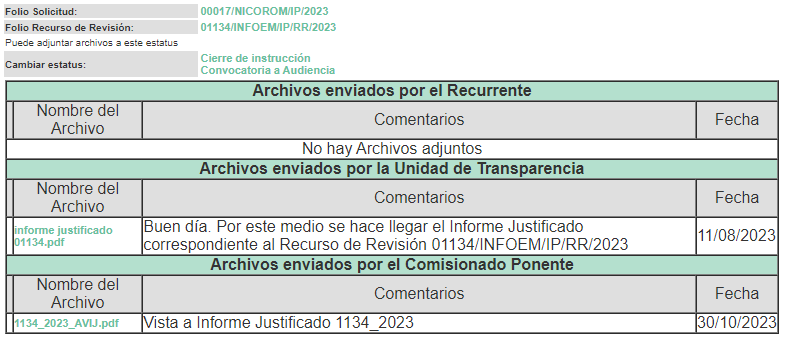 Folio Solicitud: 00017/NICOROM/IP/2023
Folio Recurso de Revisión: 01134/INFOEM/IP/RR/2023
Puede adjuntar archivos a este estatus
Cambiar estatus: Cierre de instrucción
Convocatoria a Audiencia
Archivos enviados por el Recurrente
Nombre del Archivo Comentarios Fecha
No hay Archivos adjuntos
Archivos enviados por la Unidad de Transparencia
Nombre del Archivo Comentarios Fecha
informe justificado 01134.pdf Buen día. Por este medio se hace llegar el Informe Justificado correspondiente al Recurso de Revisión 01134/INFOEM/IP/RR/2023 11/08/2023
Archivos enviados por el Comisionado Ponente
Nombre del Archivo Comentarios Fecha
1134_2023_AVIJ.pdf Vista a Informe Justificado 1134_2023 30/10/2023